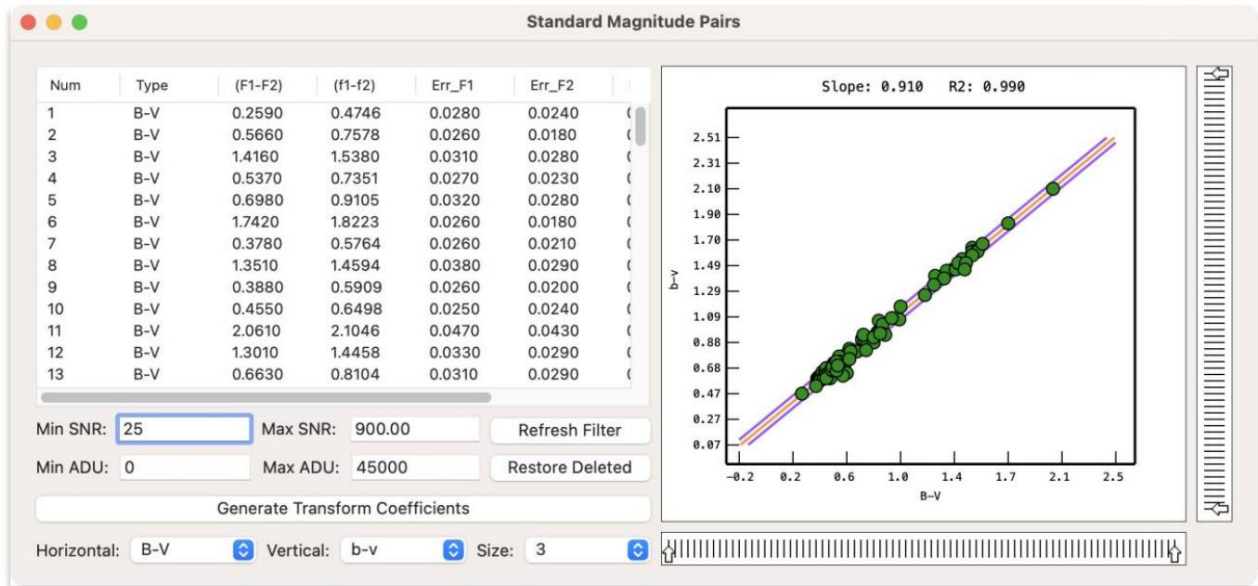 Standard Magnitude Pairs
Num Type (F1-F2) (f1-f2) Err_F1 Err_F2
1 B-V 0.2590 0.4746 0.0280 0.0240
2 B-V 0.5660 0.7578 0.0260 0.0180
3 B-V 1.4160 1.5380 0.0310 0.0280
4 B-V 0.5370 0.7351 0.0270 0.0230
5 B-V 0.6980 0.9105 0.0320 0.0280
6 B-V 1.7420 1.8223 0.0260 0.0180
7 B-V 0.3780 0.5764 0.0260 0.0210
8 B-V 1.3510 1.4594 0.0380 0.0290
9 B-V 0.3880 0.5909 0.0260 0.0200
10 B-V 0.4550 0.6498 0.0250 0.0240
11 B-V 2.0610 2.1046 0.0470 0.0430
12 B-V 1.3010 1.4458 0.0330 0.0290
13 B-V 0.6630 0.8104 0.0310 0.0290
Min SNR: 25 Max SNR: 900.00 Refresh Filter
Min ADU: 0 Max ADU: 45000 Restore Deleted
Generate Transform Coefficients
Horizontal: B-V Vertical: b-v Size: 3
Slope: 0.910 R2: 0.990
2.51
2.31
2.10
1.90
1.70
1.49
1.29
1.09
0.88
0.68
0.47
0.27
0.07
b-v
-0.2 0.2 0.6 1.0 1.4 1.7 2.1 2.5
B-V